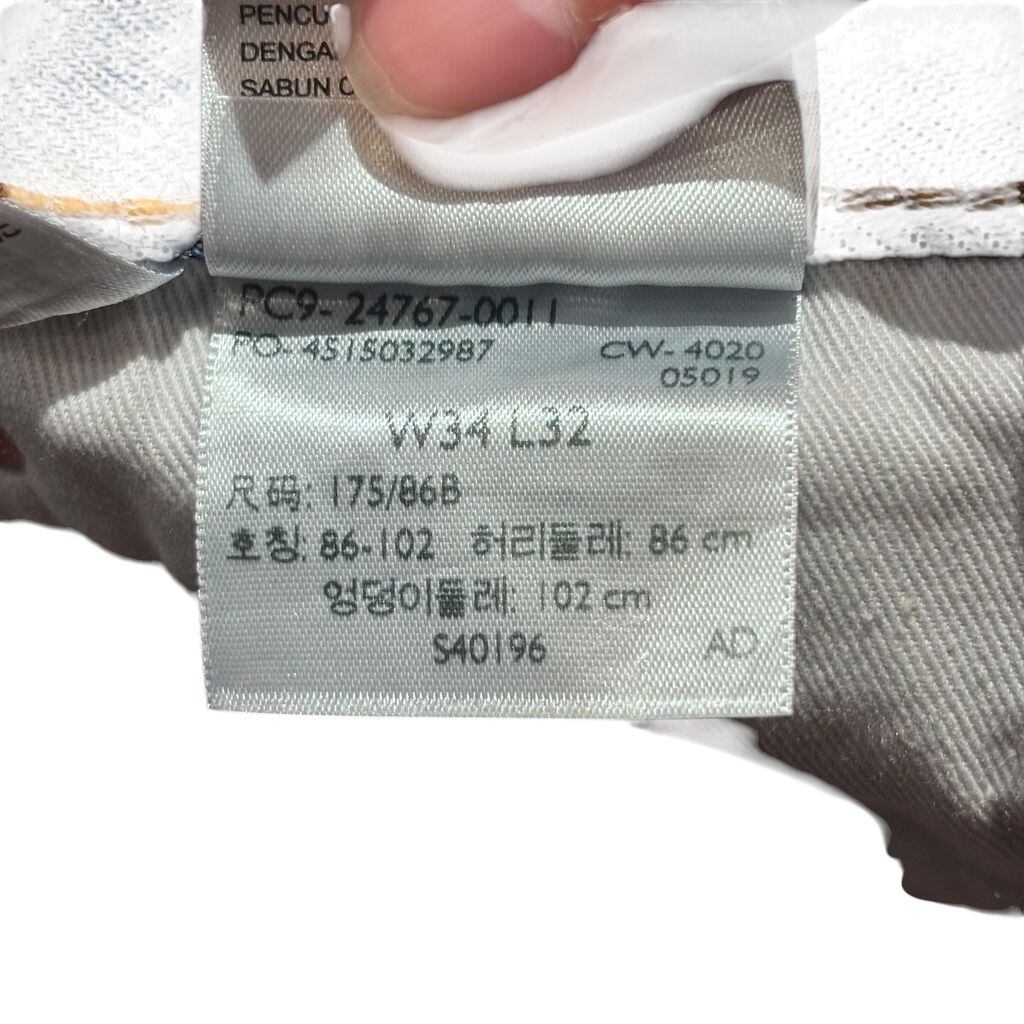 PENCU
DENGA
SABUN C
PC9- 24767-0011
PO- 4515032987 CW- 4020
05019
W34 L32
尺码: 175/86B
호칭: 86-102 허리둘레: 86 cm
엉덩이둘레: 102 cm
S40196 AD